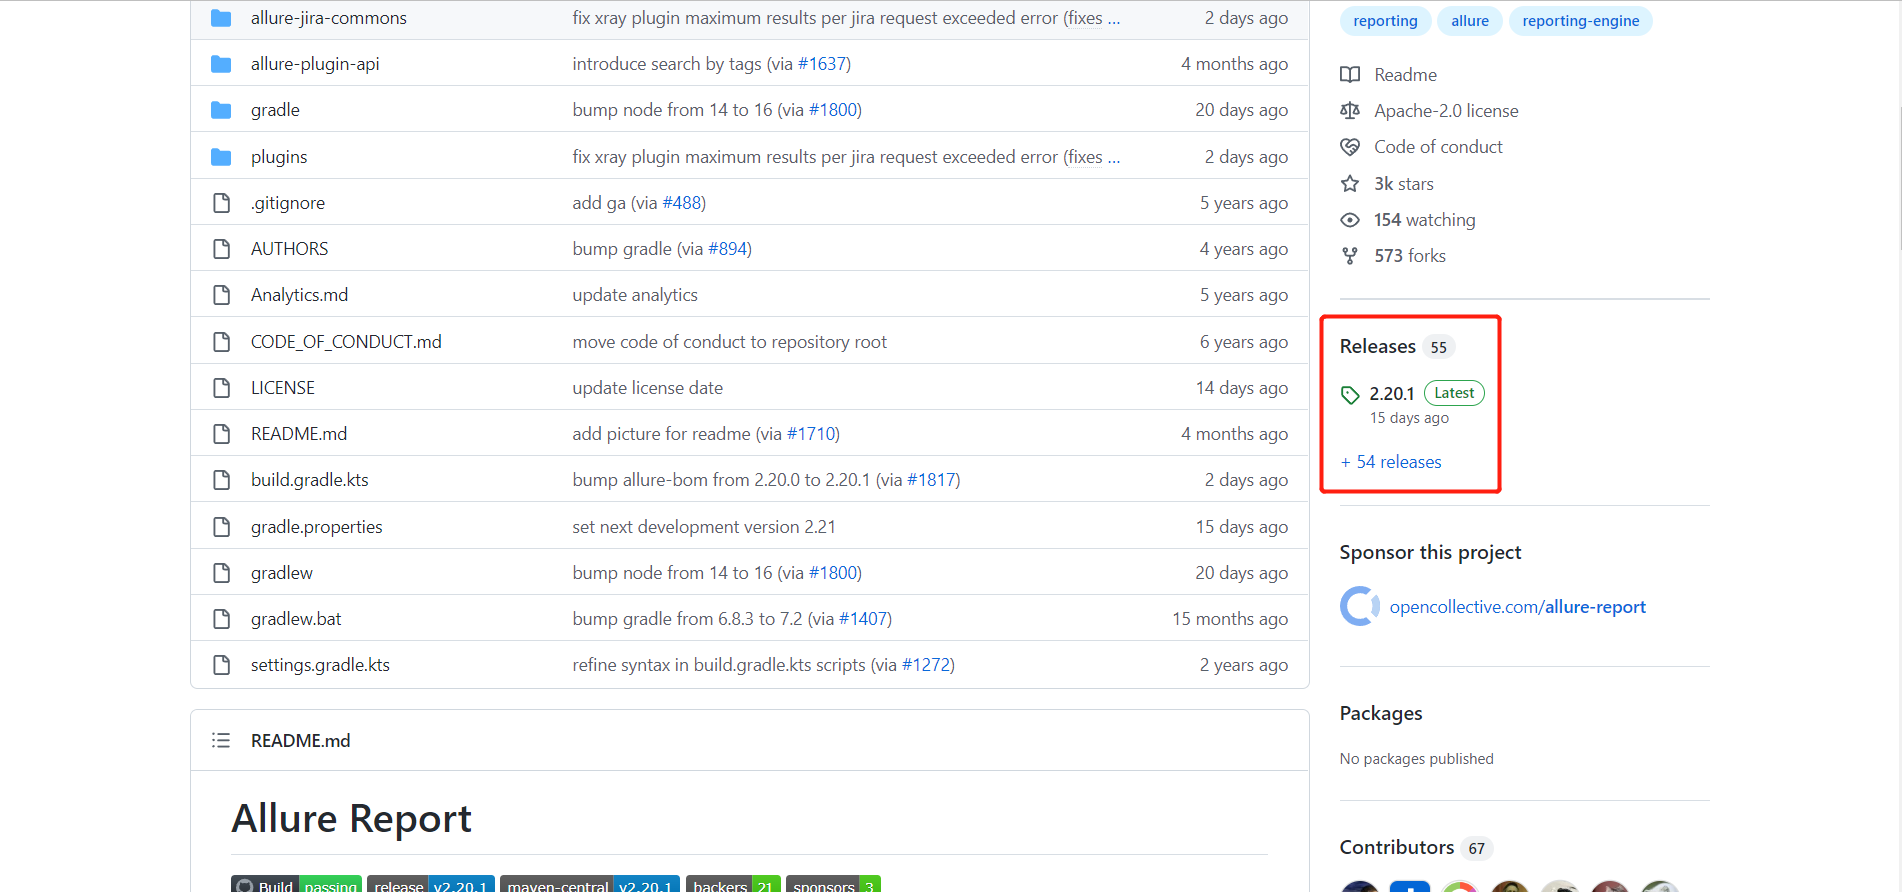 allure-jira-commons fix xray plugin maximum results per jira request exceeded error (fixes ... 2 days ago
allure-plugin-api introduce search by tags (via #1637) 4 months ago
gradle bump node from 14 to 16 (via #1800) 20 days ago
plugins fix xray plugin maximum results per jira request exceeded error (fixes ... 2 days ago
.gitignore add ga (via #488) 5 years ago
AUTHORS bump gradle (via #894) 4 years ago
Analytics.md update analytics 5 years ago
CODE_OF_CONDUCT.md move code of conduct to repository root 6 years ago
LICENSE update license date 14 days ago
README.md add picture for readme (via #1710) 4 months ago
build.gradle.kts bump allure-bom from 2.20.0 to 2.20.1 (via #1817) 2 days ago
gradle.properties set next development version 2.21 15 days ago
gradlew bump node from 14 to 16 (via #1800) 20 days ago
gradlew.bat bump gradle from 6.8.3 to 7.2 (via #1407) 15 months ago
settings.gradle.kts refine syntax in build.gradle.kts scripts (via #1272) 2 years ago
README.md
Allure Report
Build passing release v2.20.1 maven-central v2.20.1 backers 21 sponsors 3
reporting allure reporting-engine
Readme
Apache-2.0 license
Code of conduct
3k stars
154 watching
573 forks
Releases 55
2.20.1 Latest
15 days ago
+ 54 releases
Sponsor this project
opencollective.com/allure-report
Packages
No packages published
Contributors 67